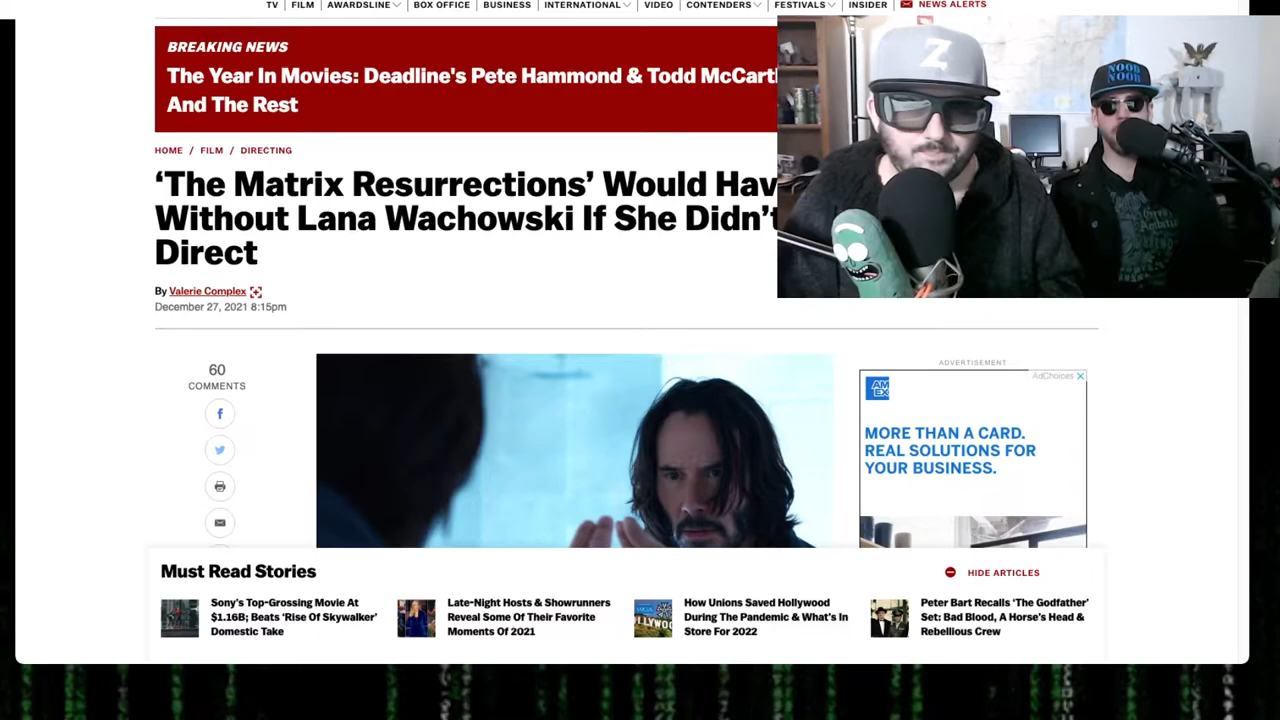 TV FILM AWARDSLINE BOX OFFICE BUSINESS INTERNATIONAL VIDEO CONTENDERS FESTIVALS INSIDER NEWS ALERTS
BREAKING NEWS
The Year In Movies: Deadline's Pete Hammond & Todd
And The Rest
HOME / FILM / DIRECTING
‘The Matrix Resurrections’ Would
Without Lana Wachowski If She Didn’t
Direct
By Valerie Complex
December 27, 2021 8:15pm
60
COMMENTS
ADVERTISEMENT
AdChoices
AM
EX
MORE THAN A CARD.
REAL SOLUTIONS FOR
YOUR BUSINESS.
Must Read Stories
HIDE ARTICLES
Sony’s Top-Grossing Movie At
$1.16B; Beats ‘Rise Of Skywalker’
Domestic Take
Late-Night Hosts & Showrunners
Reveal Some Of Their Favorite
Moments Of 2021
How Unions Saved Hollywood
During The Pandemic & What’s In
Store For 2022
Peter Bart Recalls ‘The Godfather’
Set: Bad Blood, A Horse’s Head &
Rebellious Crew
Z
NOOB
NOOB